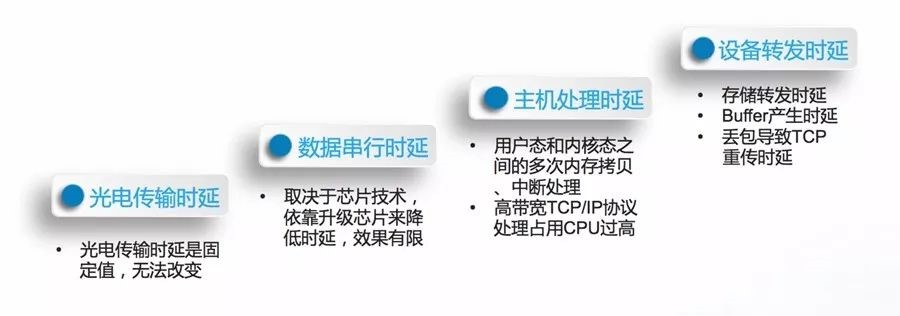 光电传输时延
• 光电传输时延是固
定值，无法改变
数据串行时延
• 取决于芯片技术，
依靠升级芯片来降
低时延，效果有限
主机处理时延
• 用户态和内核态之
间的多次内存拷贝
、中断处理
• 高带宽TCP/IP协议
处理占用CPU过高
设备转发时延
• 存储转发时延
• Buffer产生时延
• 丢包导致TCP
重传时延